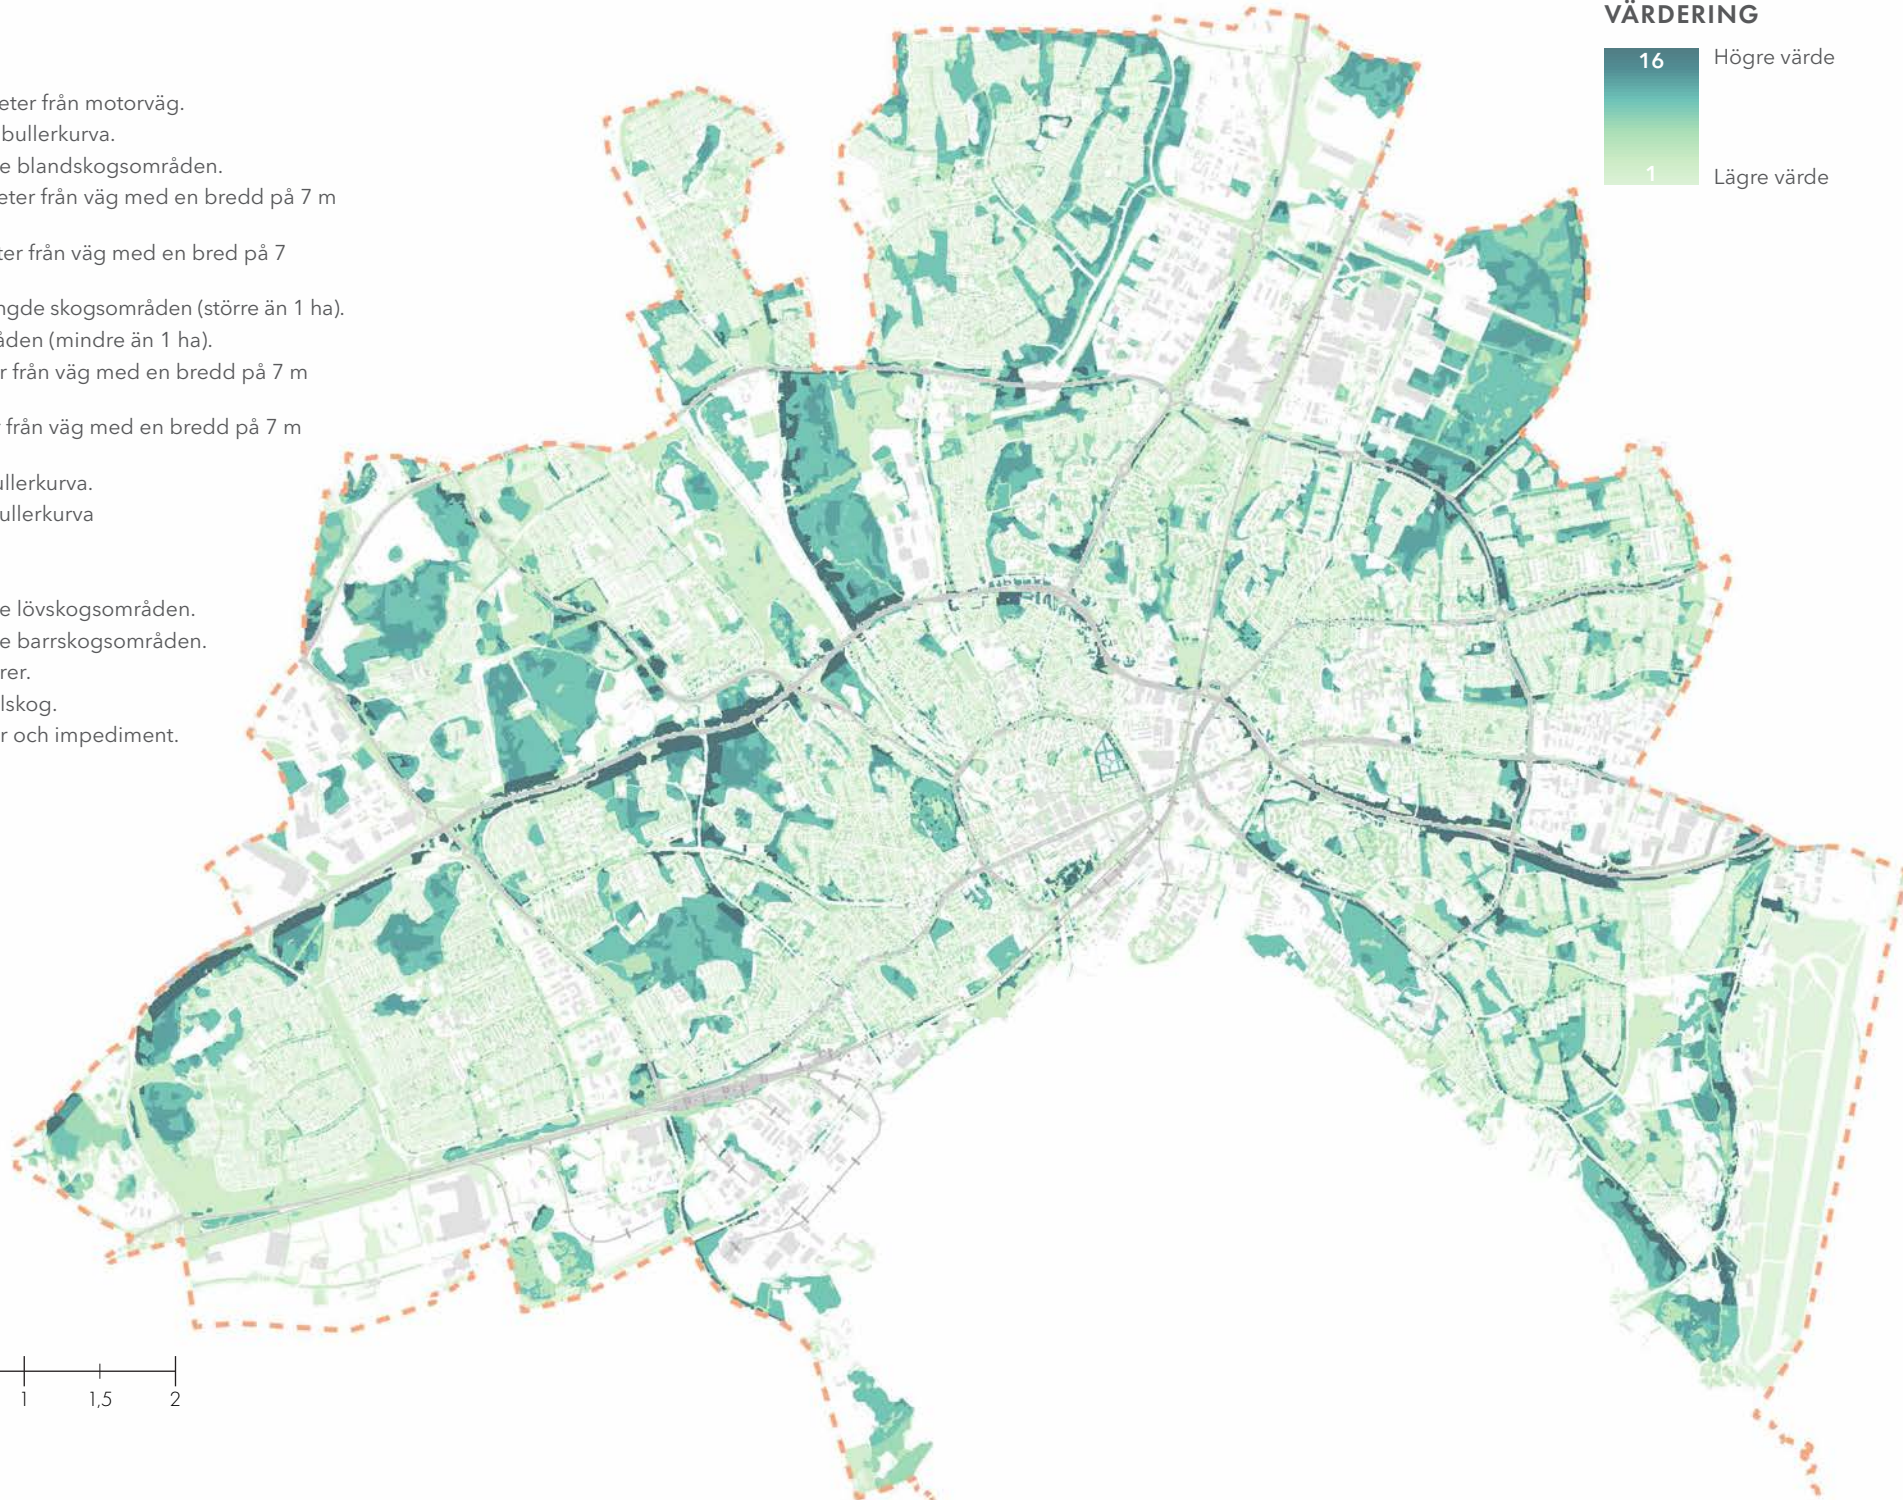 VÄRDERING
16
Högre värde
1
Lägre värde
eter från motorväg.
bullerkurva.
e blandskogsområden.
eter från väg med en bredd på 7 m
ter från väg med en bred på 7
ngde skogsområden (större än 1 ha).
åden (mindre än 1 ha).
r från väg med en bredd på 7 m
r från väg med en bredd på 7 m
ullerkurva.
ullerkurva
e lövskogsområden.
e barrskogsområden.
rer.
lskog.
r och impediment.
1
1,5
2